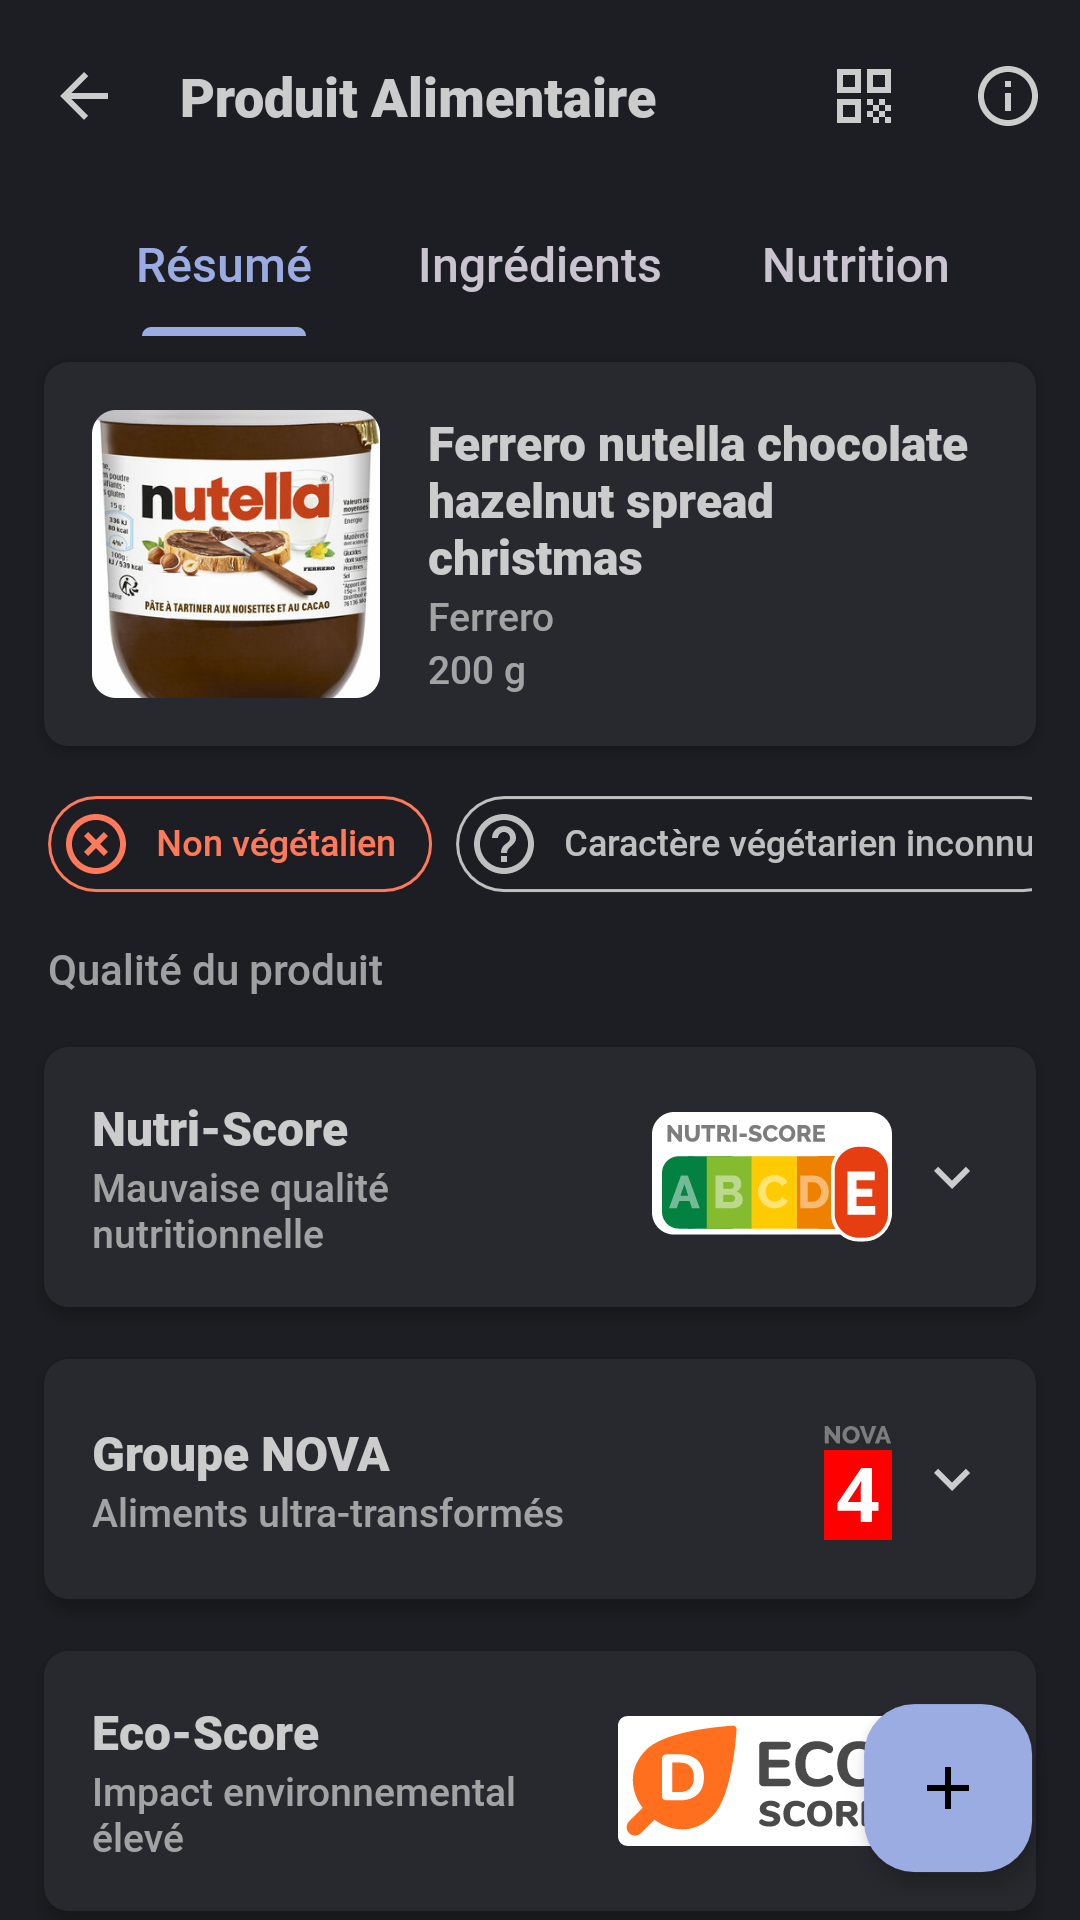 Produit Alimentaire
Résumé
Ingrédients
Nutrition
nutella
FERRERO
PÂTE À TARTINER AUX NOISETTES ET AU CACAO
Ferrero nutella chocolate
hazelnut spread
christmas
Ferrero
200 g
Non végétalien
Caractère végétarien inconnu
Qualité du produit
Nutri-Score
Mauvaise qualité
nutritionnelle
NUTRI-SCORE
A B C D E
Groupe NOVA
Aliments ultra-transformés
NOVA
4
Eco-Score
Impact environnemental
élevé
D